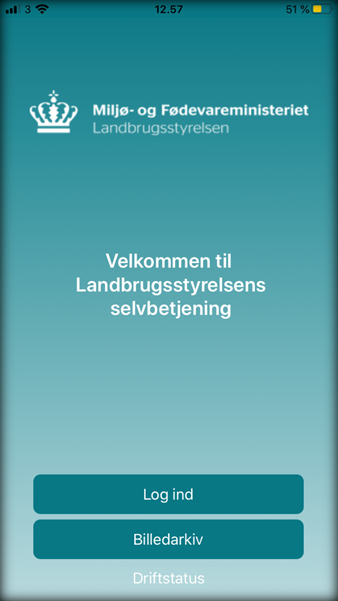 3 12.57 51 %
Miljø- og Fødevareministeriet
Landbrugsstyrelsen
Velkommen til
Landbrugsstyrelsens
selvbetjening
Log ind
Billedarkiv
Driftstatus